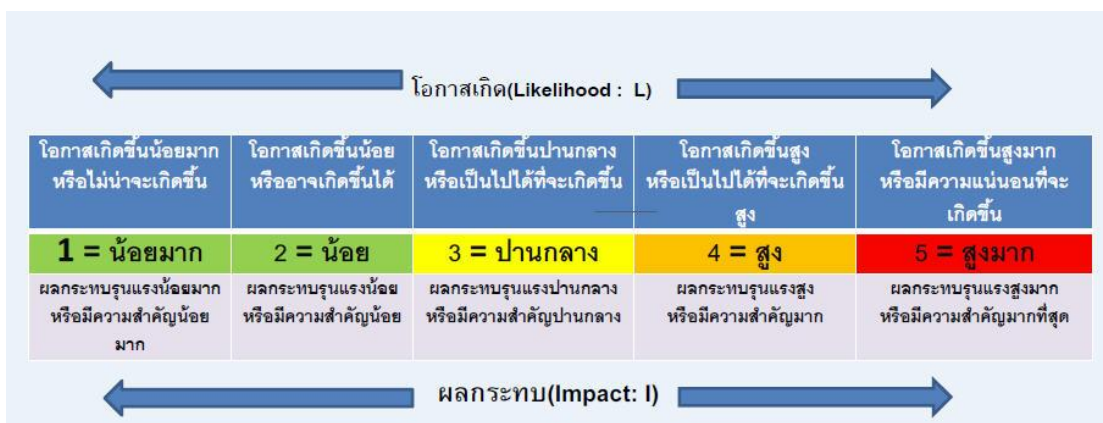 โอกาสเกิด(Likelihood : L)
โอกาสเกิดขึ้นน้อยมาก
หรือไม่น่าจะเกิดขึ้น
โอกาสเกิดขึ้นน้อย
หรืออาจเกิดขึ้นได้
โอกาสเกิดขึ้นปานกลาง
หรือเป็นไปได้ที่จะเกิดขึ้น
โอกาสเกิดขึ้นสูง
หรือเป็นไปได้ที่จะเกิดขึ้น
สูง
โอกาสเกิดขึ้นสูงมาก
หรือมีความแน่นอนที่จะ
เกิดขึ้น
1 = น้อยมาก
2 = น้อย
3 = ปานกลาง
4 = สูง
5 = สูงมาก
ผลกระทบรุนแรงน้อยมาก
หรือมีความสำคัญน้อย
มาก
ผลกระทบรุนแรงน้อย
หรือมีความสำคัญน้อย
ผลกระทบรุนแรงปานกลาง
หรือมีความสำคัญปานกลาง
ผลกระทบรุนแรงสูง
หรือมีความสำคัญมาก
ผลกระทบรุนแรงสูงมาก
หรือมีความสำคัญมากที่สุด
ผลกระทบ(Impact: I)